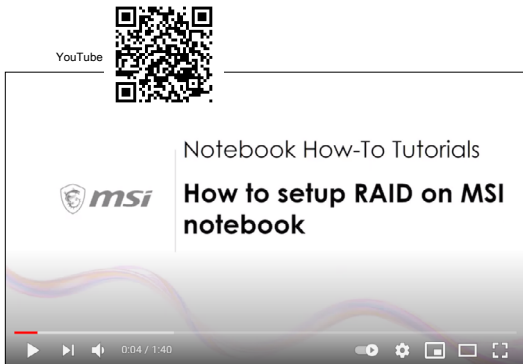 YouTube
Notebook How-To Tutorials
msi
How to setup RAID on MSI
notebook
0:04 / 1:40